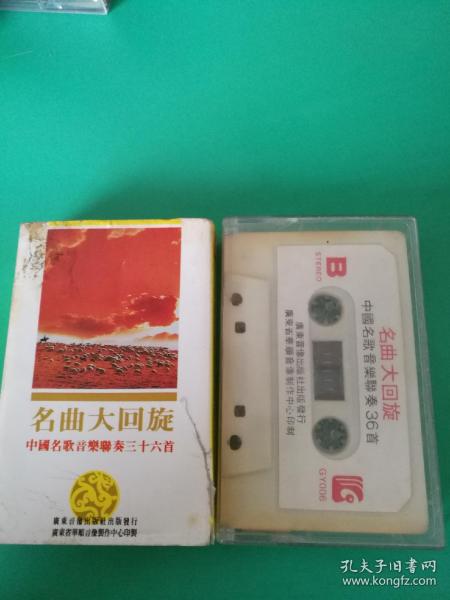 名曲大回旋
中國名歌音樂聯奏三十六首
廣東音像出版社出版發行
廣東省華顺音像製作中心印製
B
STEREO
名曲大回旋
中國名歌音樂聯奏36首
廣東音像出版社出版發行
廣東省華顺音像制作中心印制
GY006
孔夫子旧书网
www.kongfz.com